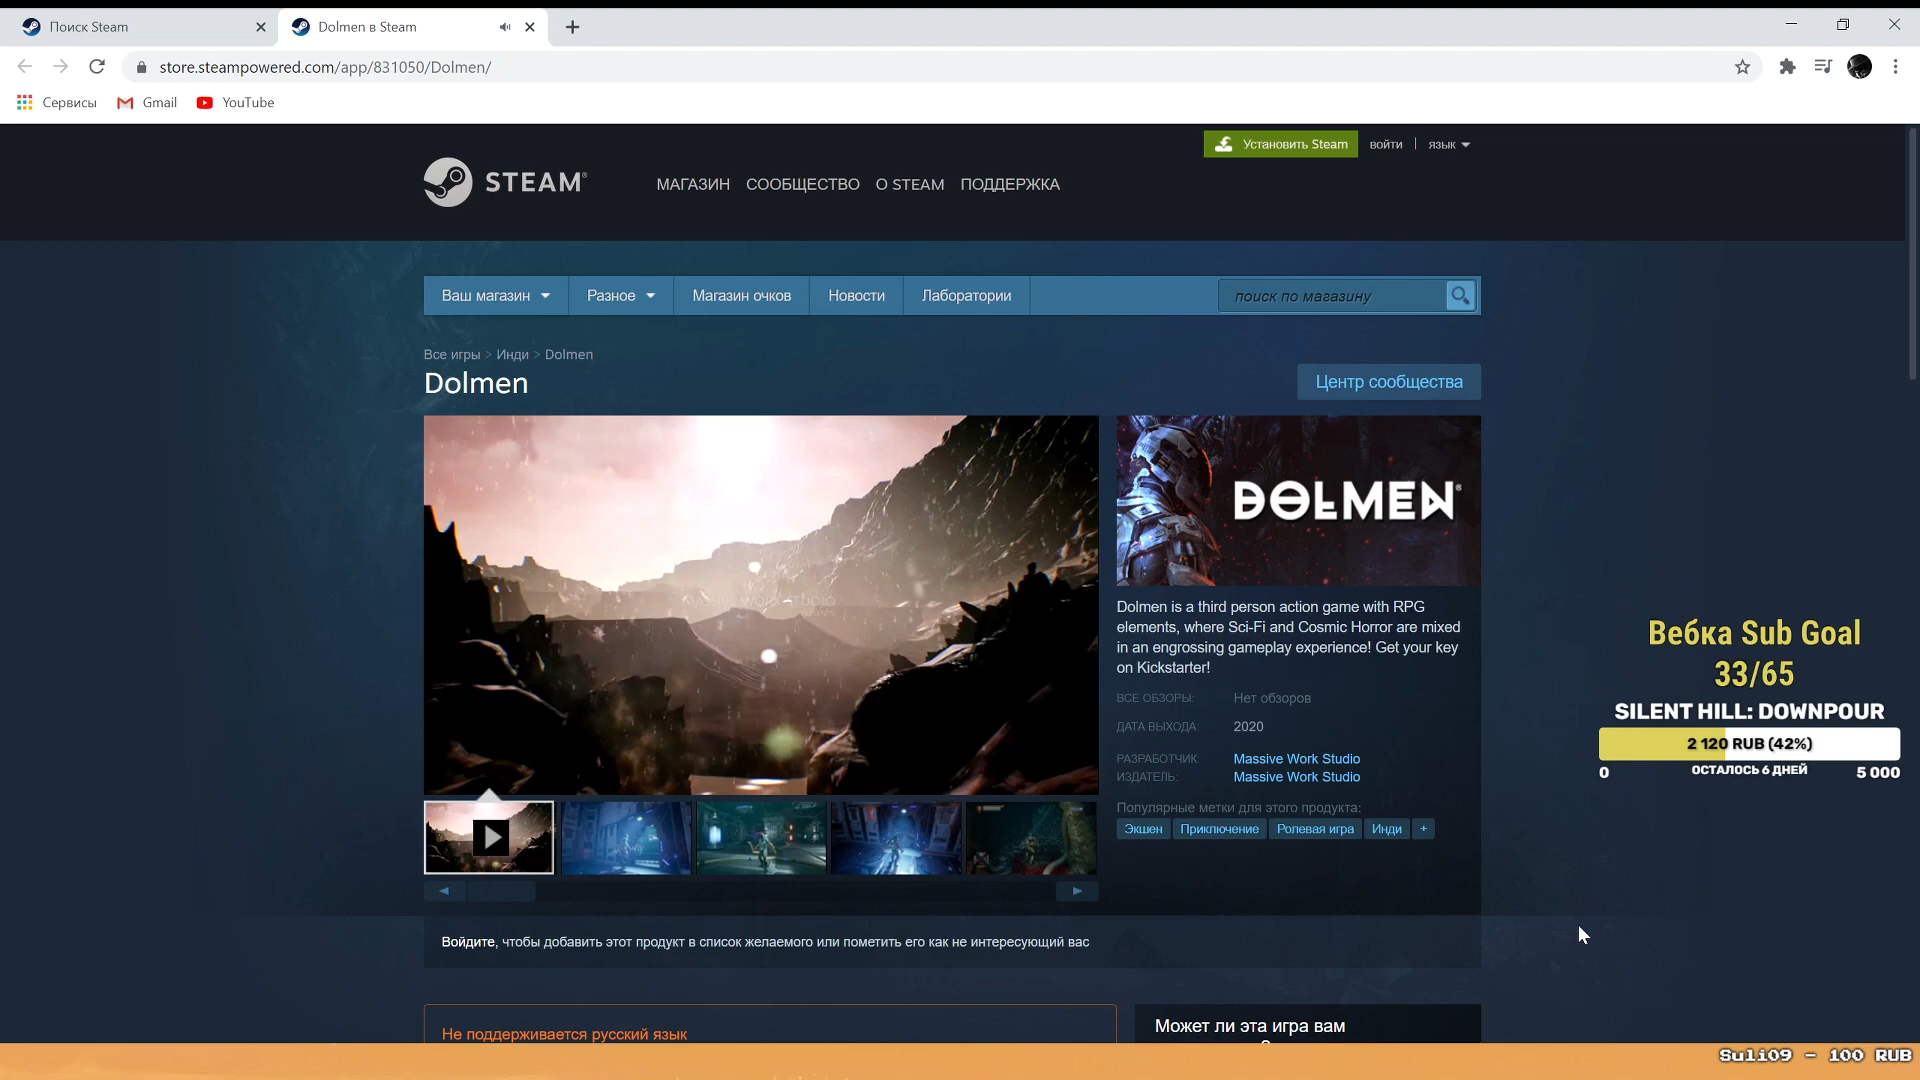 Поиск Steam
Dolmen в Steam
store.steampowered.com/app/831050/Dolmen/
Сервисы
Gmail
YouTube
Установить Steam
войти
язык
STEAM®
МАГАЗИН
СООБЩЕСТВО
О STEAM
ПОДДЕРЖКА
Ваш магазин
Разное
Магазин очков
Новости
Лаборатории
поиск по магазину
Все игры > Инди > Dolmen
Dolmen
Центр сообщества
MASSIVE WORK STUDIO
DOLMEN®
Dolmen is a third person action game with RPG
elements, where Sci-Fi and Cosmic Horror are mixed
in an engrossing gameplay experience! Get your key
on Kickstarter!
ВСЕ ОБЗОРЫ: Нет обзоров
ДАТА ВЫХОДА: 2020
РАЗРАБОТЧИК: Massive Work Studio
ИЗДАТЕЛЬ: Massive Work Studio
Популярные метки для этого продукта:
Экшен Приключение Ролевая игра Инди +
Войдите, чтобы добавить этот продукт в список желаемого или пометить его как не интересующий вас
Не поддерживается русский язык
Может ли эта игра вам
Вебка Sub Goal
33/65
SILENT HILL: DOWNPOUR
2 120 RUB (42%)
0 ОСТАЛОСЬ 6 ДНЕЙ 5 000
Suli09 - 100 RUB